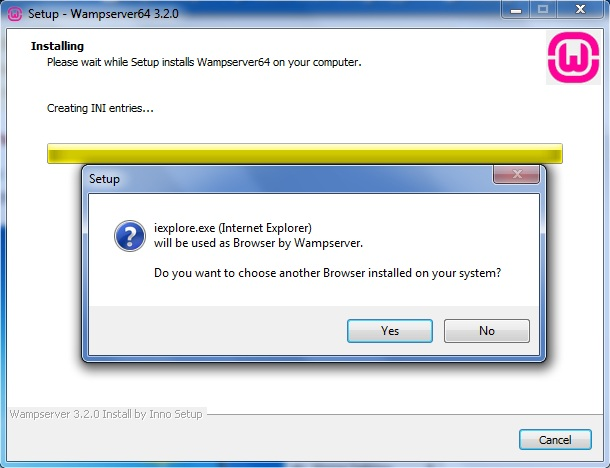 Setup - Wampserver64 3.2.0
Installing
Please wait while Setup installs Wampserver64 on your computer.
Creating INI entries...
Setup
iexplore.exe (Internet Explorer)
will be used as Browser by Wampserver.
Do you want to choose another Browser installed on your system?
Yes No
Wampserver 3.2.0 Install by Inno Setup
Cancel